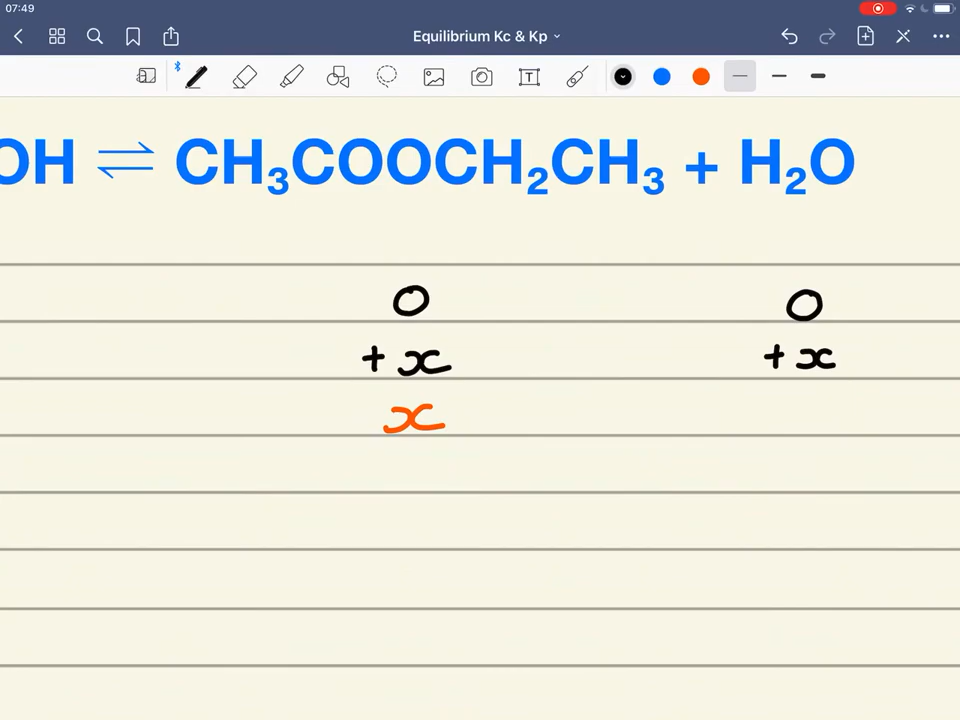 07:49
Equilibrium Kc & Kp
T
OH ⇌ CH₃COOCH₂CH₃ + H₂O
0 0
+x +x
x